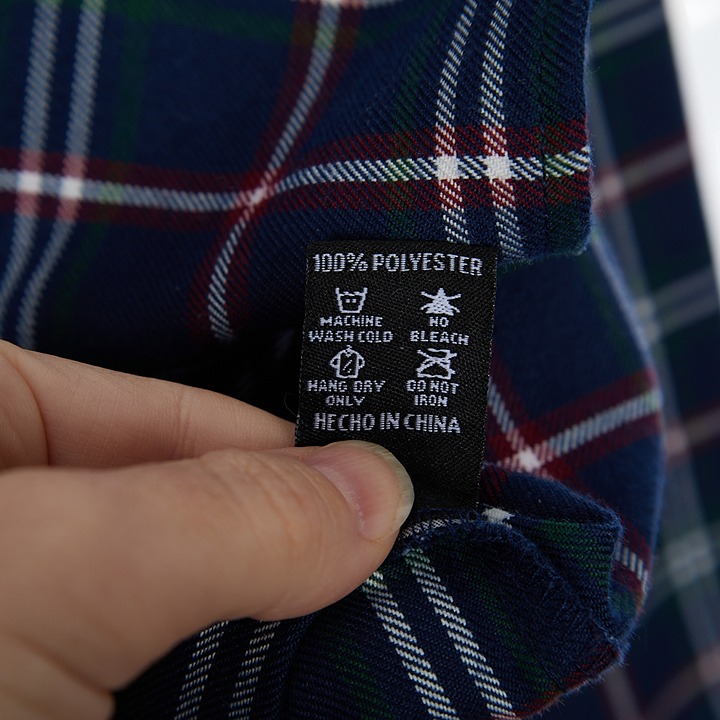 100% POLYESTER
MACHINE
WASH COLD
NO
BLEACH
HANG DRY
ONLY
DO NOT
IRON
HECHO IN CHINA